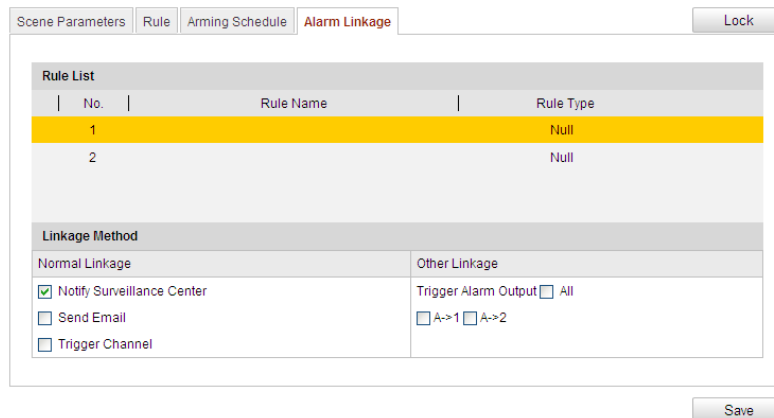 Scene Parameters Rule Arming Schedule Alarm Linkage Lock
Rule List
No. Rule Name Rule Type
1 Null
2 Null
Linkage Method
Normal Linkage Other Linkage
Notify Surveillance Center Trigger Alarm Output All
Send Email A->1 A->2
Trigger Channel
Save